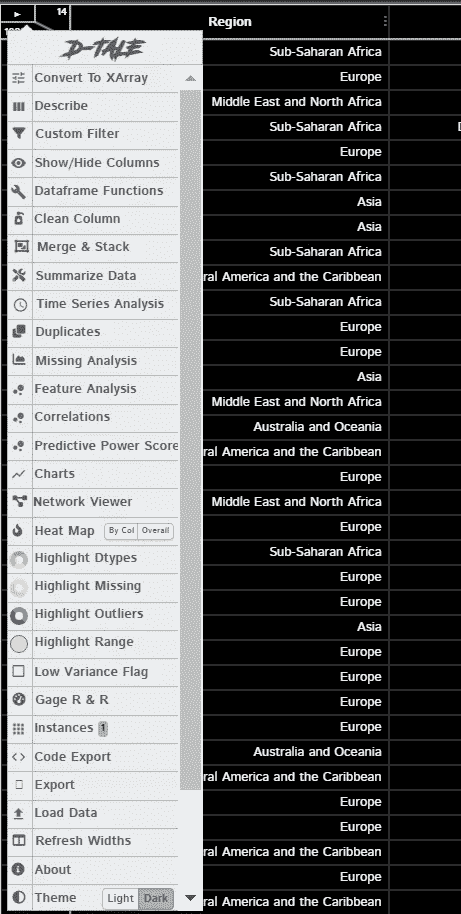 14
Region
D-TALE
Convert To XArray
Describe
Custom Filter
Show/Hide Columns
Dataframe Functions
Clean Column
Merge & Stack
Summarize Data
Time Series Analysis
Duplicates
Missing Analysis
Feature Analysis
Correlations
Predictive Power Score
Charts
Network Viewer
Heat Map By Col Overall
Highlight Dtypes
Highlight Missing
Highlight Outliers
Highlight Range
Low Variance Flag
Gage R & R
Instances 1
Code Export
Export
Load Data
Refresh Widths
About
Theme Light Dark
Sub-Saharan Africa
Europe
Middle East and North Africa
Sub-Saharan Africa
Europe
Sub-Saharan Africa
Asia
Asia
Sub-Saharan Africa
ral America and the Caribbean
Sub-Saharan Africa
Europe
Europe
Asia
Middle East and North Africa
Australia and Oceania
ral America and the Caribbean
Europe
Middle East and North Africa
Europe
Sub-Saharan Africa
Europe
Europe
Asia
Europe
Europe
Europe
Europe
Australia and Oceania
ral America and the Caribbean
Europe
Europe
ral America and the Caribbean
Europe
ral America and the Caribbean